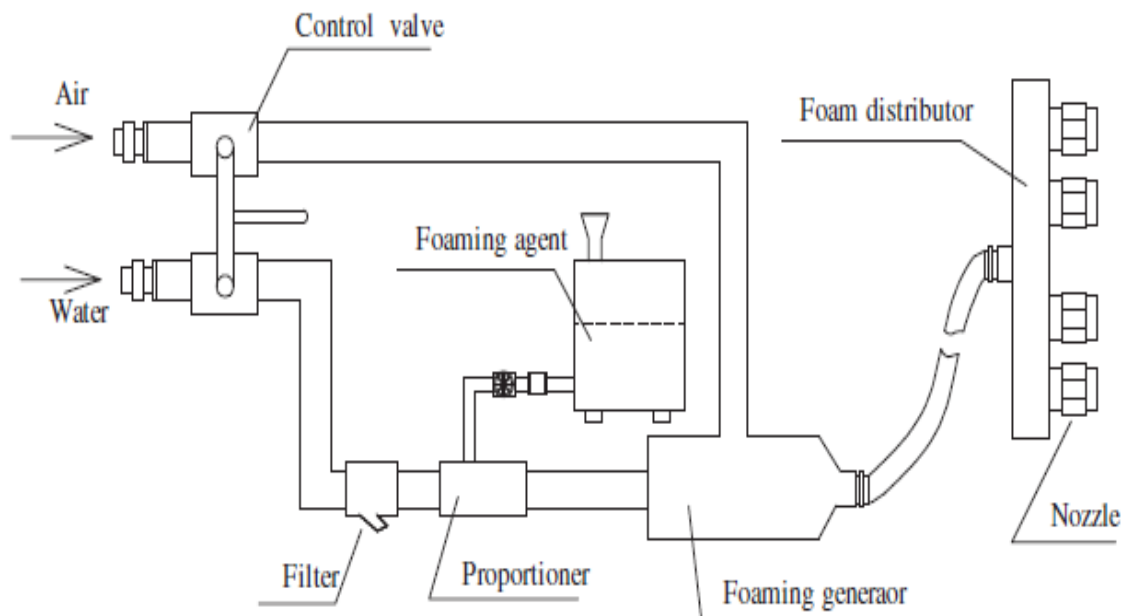 Control valve
Air
Foam distributor
Foaming agent
Water
Nozzle
Filter
Proportioner
Foaming generaor